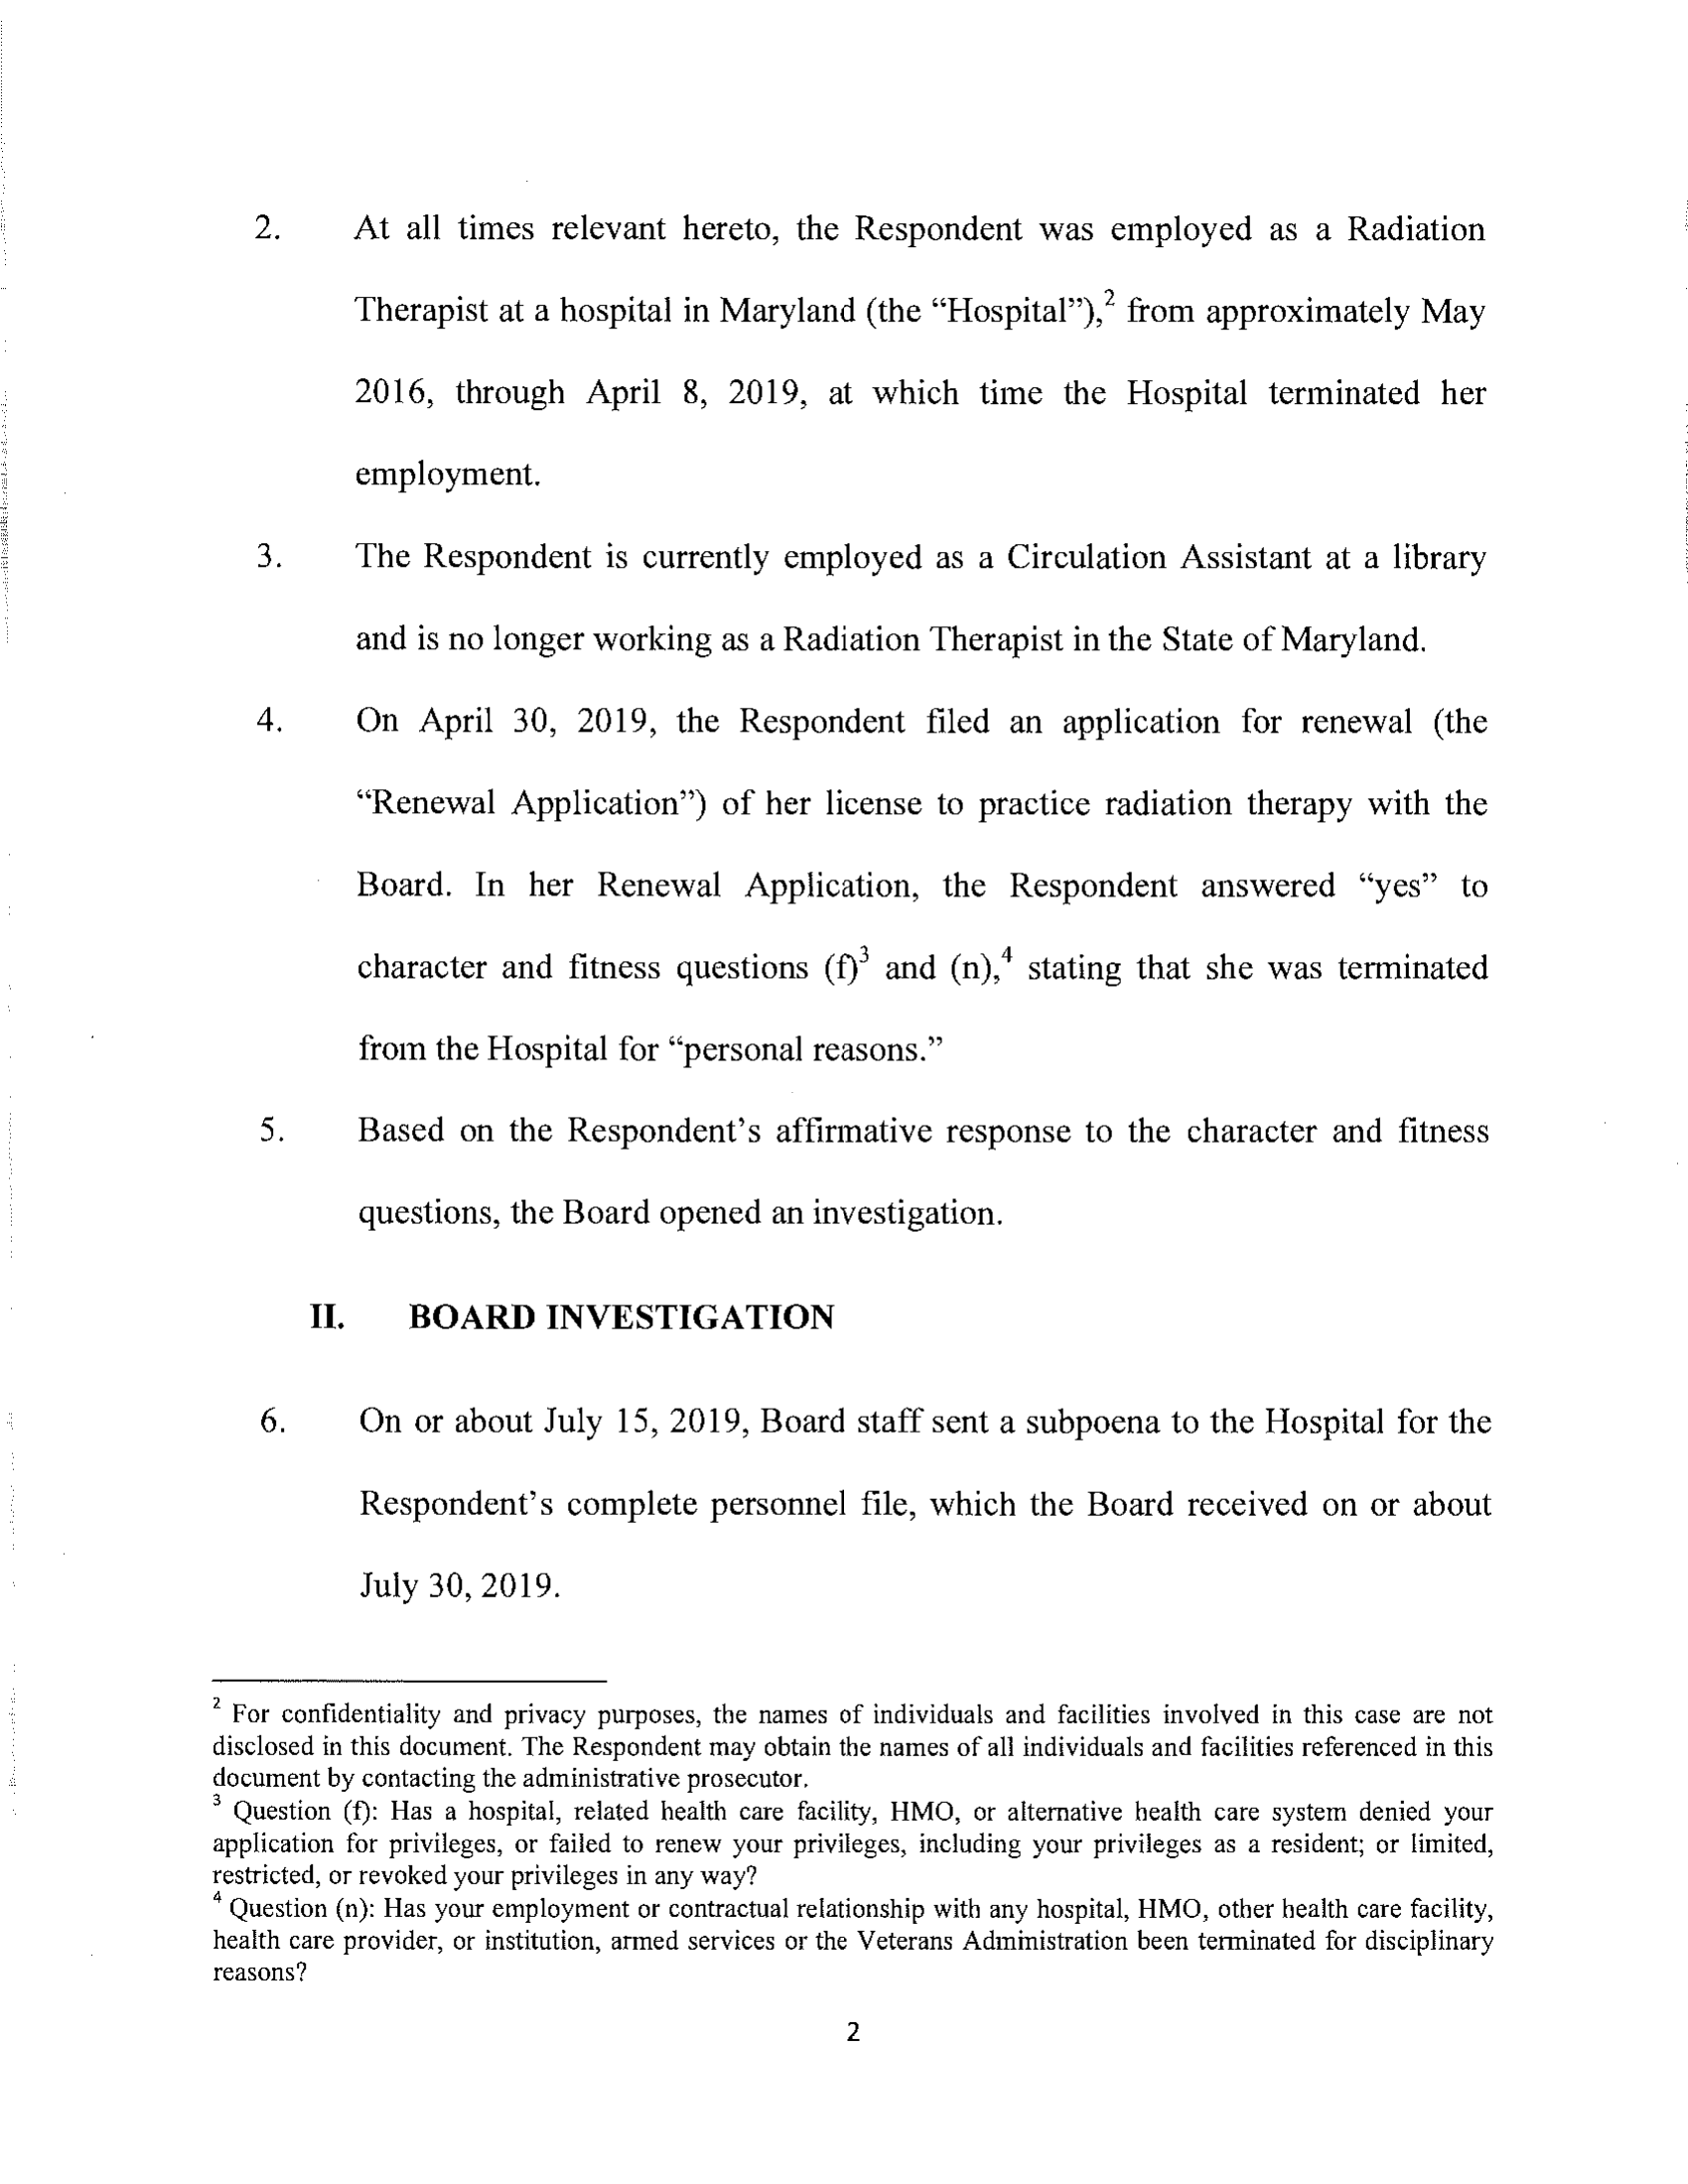 2. At all times relevant hereto, the Respondent was employed as a Radiation
Therapist at a hospital in Maryland (the “Hospital”),² from approximately May
2016, through April 8, 2019, at which time the Hospital terminated her
employment.
3. The Respondent is currently employed as a Circulation Assistant at a library
and is no longer working as a Radiation Therapist in the State of Maryland.
4. On April 30, 2019, the Respondent filed an application for renewal (the
“Renewal Application”) of her license to practice radiation therapy with the
Board. In her Renewal Application, the Respondent answered “yes” to
character and fitness questions (f)³ and (n),⁴ stating that she was terminated
from the Hospital for “personal reasons.”
5. Based on the Respondent’s affirmative response to the character and fitness
questions, the Board opened an investigation.
II. BOARD INVESTIGATION
6. On or about July 15, 2019, Board staff sent a subpoena to the Hospital for the
Respondent’s complete personnel file, which the Board received on or about
July 30, 2019.
² For confidentiality and privacy purposes, the names of individuals and facilities involved in this case are not
disclosed in this document. The Respondent may obtain the names of all individuals and facilities referenced in this
document by contacting the administrative prosecutor.
³ Question (f): Has a hospital, related health care facility, HMO, or alternative health care system denied your
application for privileges, or failed to renew your privileges, including your privileges as a resident; or limited,
restricted, or revoked your privileges in any way?
⁴ Question (n): Has your employment or contractual relationship with any hospital, HMO, other health care facility,
health care provider, or institution, armed services or the Veterans Administration been terminated for disciplinary
reasons?
2